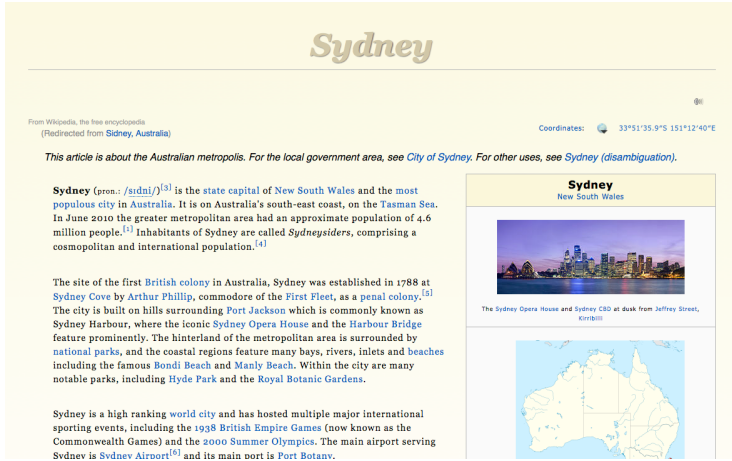 Sydney
From Wikipedia, the free encyclopedia
(Redirected from Sidney, Australia)
Coordinates: 33°51′35.9″S 151°12′40″E
This article is about the Australian metropolis. For the local government area, see City of Sydney. For other uses, see Sydney (disambiguation).
Sydney (pron.: /sɪdni/)[3] is the state capital of New South Wales and the most
populous city in Australia. It is on Australia's south-east coast, on the Tasman Sea.
In June 2010 the greater metropolitan area had an approximate population of 4.6
million people.[1] Inhabitants of Sydney are called Sydneysiders, comprising a
cosmopolitan and international population.[4]
The site of the first British colony in Australia, Sydney was established in 1788 at
Sydney Cove by Arthur Phillip, commodore of the First Fleet, as a penal colony.[5]
The city is built on hills surrounding Port Jackson which is commonly known as
Sydney Harbour, where the iconic Sydney Opera House and the Harbour Bridge
feature prominently. The hinterland of the metropolitan area is surrounded by
national parks, and the coastal regions feature many bays, rivers, inlets and beaches
including the famous Bondi Beach and Manly Beach. Within the city are many
notable parks, including Hyde Park and the Royal Botanic Gardens.
Sydney is a high ranking world city and has hosted multiple major international
sporting events, including the 1938 British Empire Games (now known as the
Commonwealth Games) and the 2000 Summer Olympics. The main airport serving
Sydney is Sydney Airport[6] and its main port is Port Botany.
Sydney
New South Wales
The Sydney Opera House and Sydney CBD at dusk from Jeffrey Street,
Kirribilli